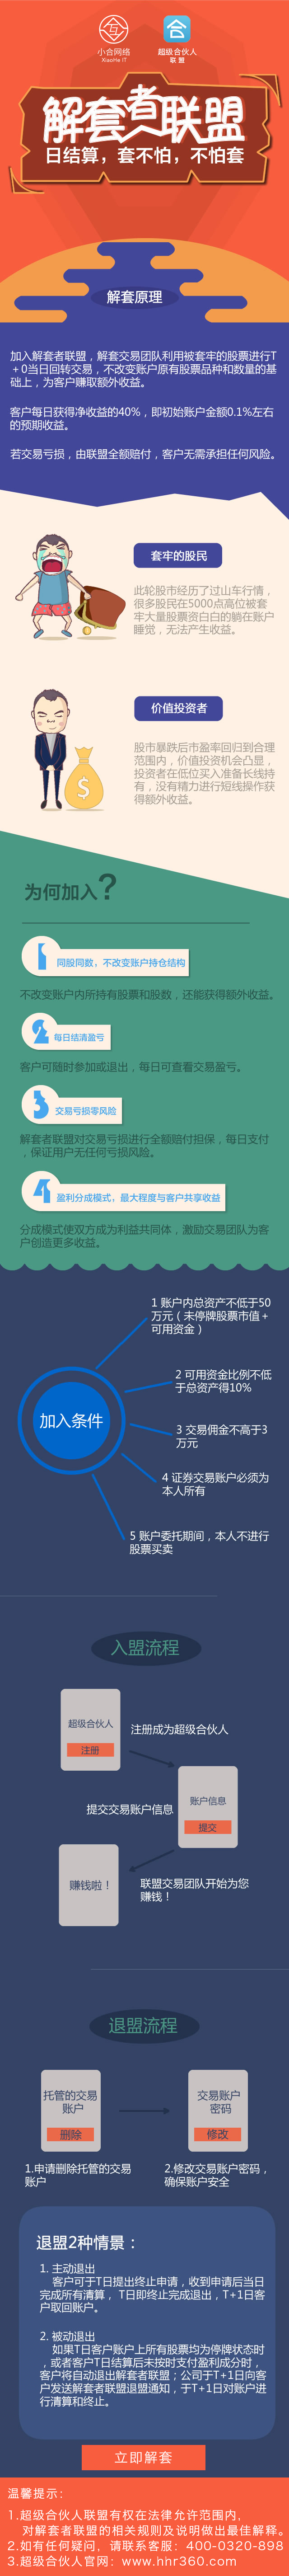 小合网络
XiaoHe IT
超级合伙人
联盟
解套者联盟
日结算，套不怕，不怕套
解套原理
加入解套者联盟，解套交易团队利用被套牢的股票进行T
＋0当日回转交易，不改变账户原有股票品种和数量的基
础上，为客户赚取额外收益。
客户每日获得净收益的40%，即初始账户金额0.1%左右
的预期收益。
若交易亏损，由联盟全额赔付，客户无需承担任何风险。
套牢的股民
此轮股市经历了过山车行情，
很多股民在5000点高位被套
牢大量股票资白白的躺在账户
睡觉，无法产生收益。
价值投资者
股市暴跌后市盈率回归到合理
范围内，价值投资机会凸显，
投资者在低位买入准备长线持
有，没有精力进行短线操作获
得额外收益。
为何加入？
1 同股同数，不改变账户持仓结构
不改变账户内所持有股票和股数，还能获得额外收益。
2 每日结清盈亏
客户可随时参加或退出，每日可查看交易盈亏。
3 交易亏损零风险
解套者联盟对交易亏损进行全额赔付担保，每日支付
，保证用户无任何亏损风险。
4 盈利分成模式，最大程度与客户共享收益
分成模式使双方成为利益共同体，激励交易团队为客
户创造更多收益。
加入条件
1 账户内总资产不低于50
万元（未停牌股票市值＋
可用资金）
2 可用资金比例不低
于总资产得10%
3 交易佣金不高于3
万元
4 证券交易账户必须为
本人所有
5 账户委托期间，本人不进行
股票买卖
入盟流程
超级合伙人
注册
注册成为超级合伙人
账户信息
提交
提交交易账户信息
赚钱啦！
联盟交易团队开始为您
赚钱！
退盟流程
托管的交易
账户
删除
交易账户
密码
修改
1.申请删除托管的交易
账户
2.修改交易账户密码，
确保账户安全
退盟2种情景：
1. 主动退出
客户可于T日提出终止申请，收到申请后当日
完成所有清算， T日即终止完成退出，T+1日客
户取回账户。
2. 被动退出
如果T日客户账户上所有股票均为停牌状态时
，或者客户T日结算后未按时支付盈利成分时，
客户将自动退出解套者联盟；公司于T+1日向客
户发送解套者联盟退盟通知，于T+1日对账户进
行清算和终止。
立即解套
温馨提示：
1.超级合伙人联盟有权在法律允许范围内，
对解套者联盟的相关规则及说明做出最佳解释。
2.如有任何疑问，请联系客服：400-0320-898
3.超级合伙人官网：www.hnr360.com